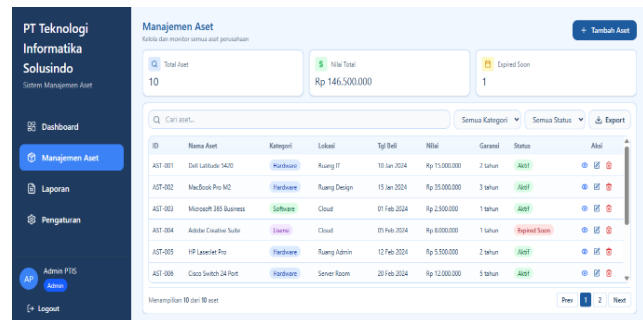 PT Teknologi
Informatika
Solusindo
Sistem Manajemen Aset
Dashboard
Manajemen Aset
Laporan
Pengaturan
AP
Admin PTIS
Admin
Logout
Manajemen Aset
Kelola dan monitor semua aset perusahaan
+ Tambah Aset
Total Aset
10
$ Nilai Total
Rp 146.500.000
Expired Soon
1
Cari aset...
Semua Kategori
Semua Status
Export
ID Nama Aset Kategori Lokasi Tgl Beli Nilai Garansi Status Aksi
AST-001 Dell Latitude 5420 Hardware Ruang IT 10 Jan 2024 Rp 15.000.000 2 tahun Aktif
AST-002 MacBook Pro M2 Hardware Ruang Design 15 Jan 2024 Rp 35.000.000 3 tahun Aktif
AST-003 Microsoft 365 Business Software Cloud 01 Feb 2024 Rp 2.500.000 1 tahun Aktif
AST-004 Adobe Creative Suite Lisensi Cloud 05 Feb 2024 Rp 8.000.000 1 tahun Expired Soon
AST-005 HP LaserJet Pro Hardware Ruang Admin 12 Feb 2024 Rp 5.500.000 2 tahun Aktif
AST-006 Cisco Switch 24 Port Hardware Server Room 20 Feb 2024 Rp 12.000.000 5 tahun Aktif
Menampilkan 10 dari 10 aset
Prev 1 2 Next